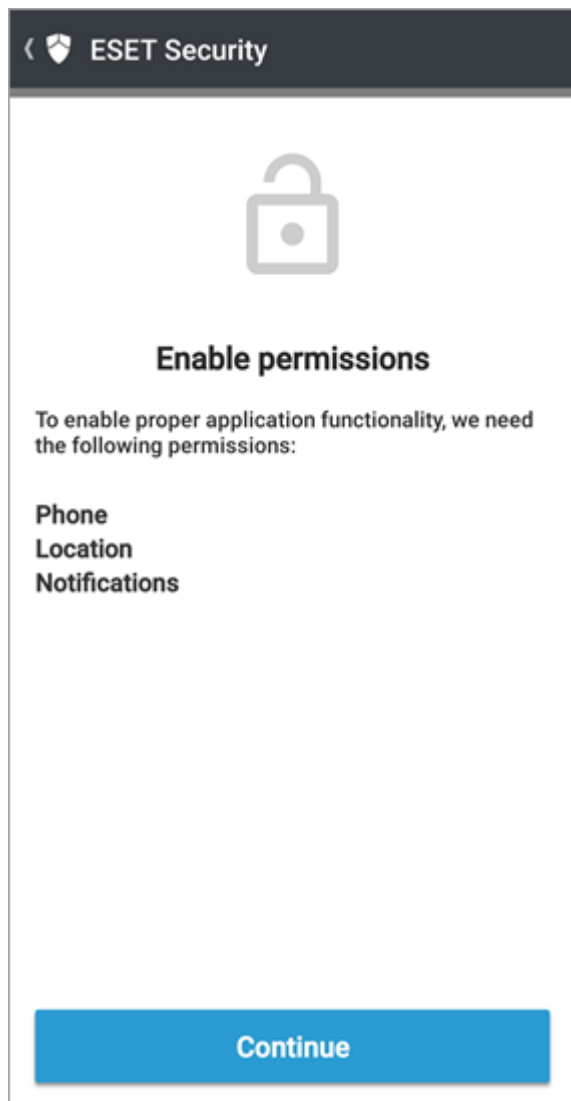 ESET Security
Enable permissions
To enable proper application functionality, we need
the following permissions:
Phone
Location
Notifications
Continue